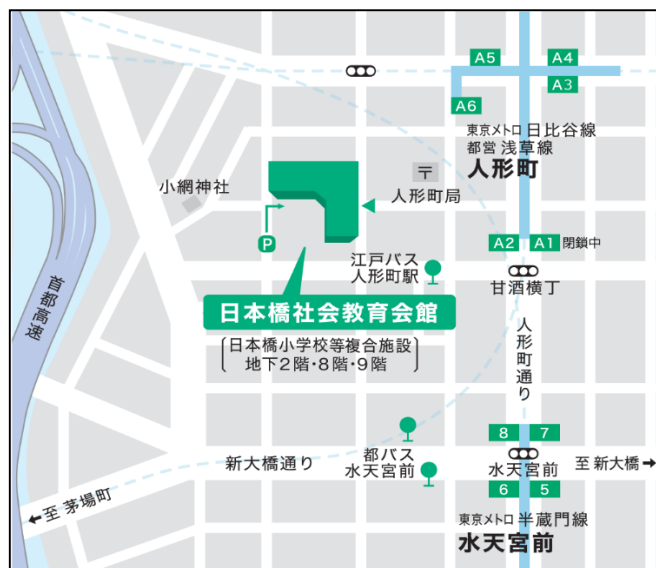 A5
A4
A3
A6
東京メトロ 日比谷線
都営 浅草線
人形町
〒
人形町局
小網神社
P
A2
A1 閉鎖中
江戸バス
人形町駅
甘酒横丁
首都高速
日本橋社会教育会館
日本橋小学校等複合施設
地下2階・8階・9階
人形町通り
8
7
新大橋通り
都バス
水天宮前
水天宮前
至 新大橋→
6
5
←至 茅場町
東京メトロ 半蔵門線
水天宮前